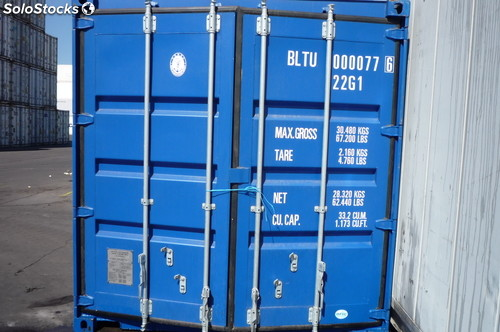 SoloStocks
BLTU 000077 6
22G1
MAX.GROSS 30.480 KGS
67.200 LBS
TARE 2.160 KGS
4.760 LBS
NET 28.320 KGS
62.440 LBS
CU.CAP. 33.2 CU.M.
1.173 CU.FT.